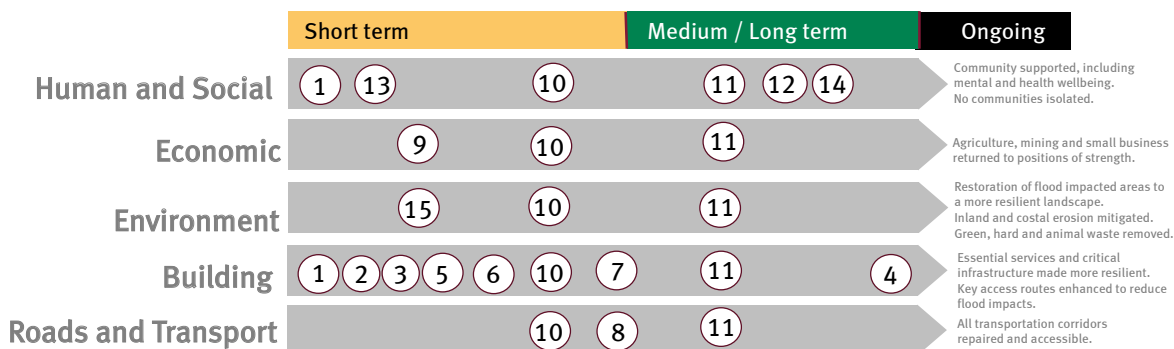 Short term Medium / Long term Ongoing
Human and Social 1 13 10 11 12 14
Community supported, including
mental and health wellbeing.
No communities isolated.
Economic 9 10 11
Agriculture, mining and small business
returned to positions of strength.
Environment 15 10 11
Restoration of flood impacted areas to
a more resilient landscape.
Inland and costal erosion mitigated.
Green, hard and animal waste removed.
Building 1 2 3 5 6 10 7 11 4
Essential services and critical
infrastructure made more resilient.
Key access routes enhanced to reduce
flood impacts.
Roads and Transport 10 8 11
All transportation corridors
repaired and accessible.